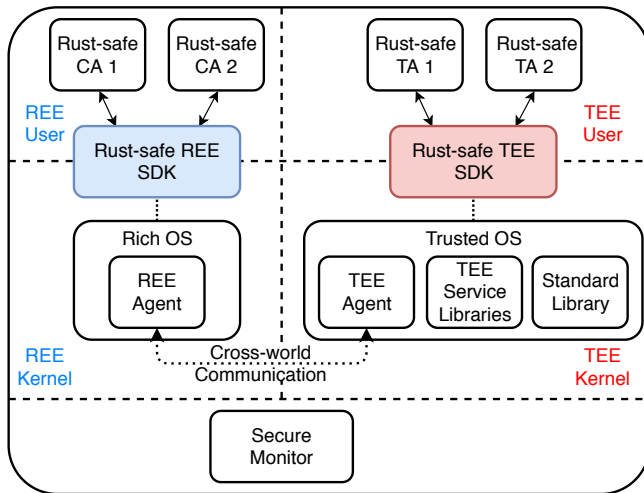 Rust-safe
CA 1
Rust-safe
CA 2
Rust-safe
TA 1
Rust-safe
TA 2
REE
User
TEE
User
Rust-safe REE
SDK
Rust-safe TEE
SDK
Rich OS
REE
Agent
Trusted OS
TEE
Agent
TEE
Service
Libraries
Standard
Library
Cross-world
Communication
REE
Kernel
TEE
Kernel
Secure
Monitor